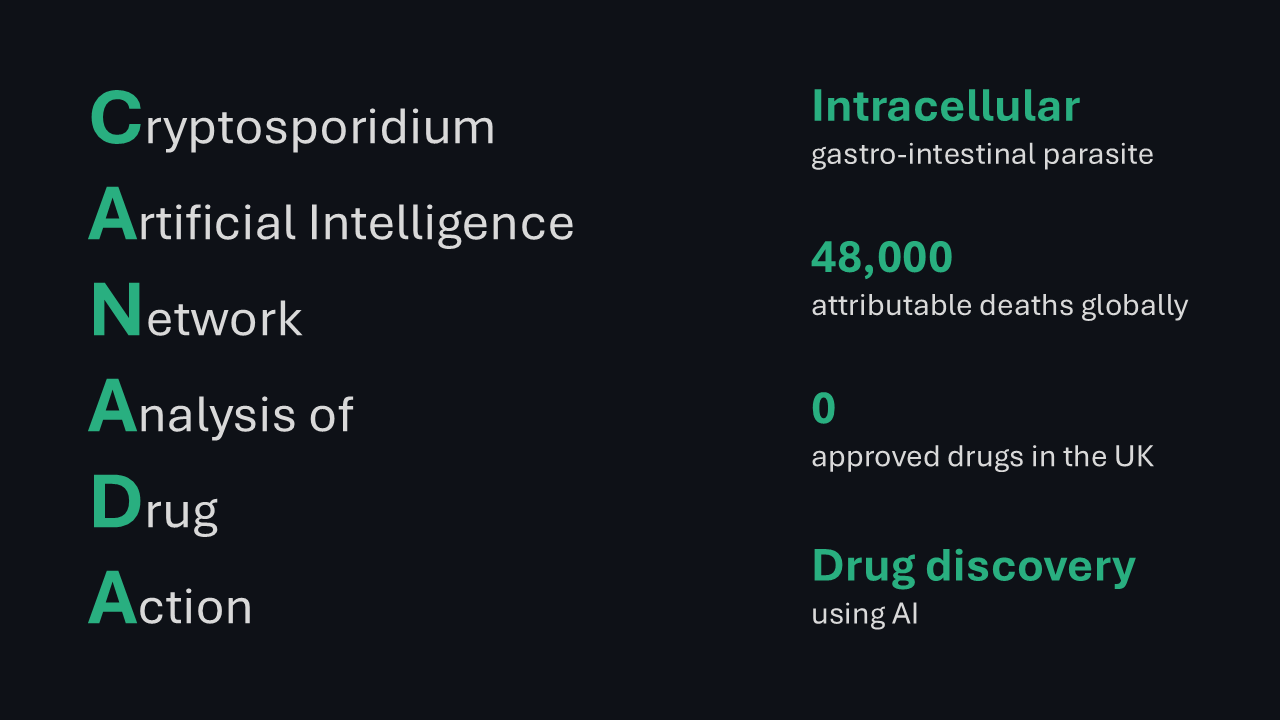 Cryptosporidium
Artificial Intelligence
Network
Analysis of
Drug
Action
Intracellular
gastro-intestinal parasite
48,000
attributable deaths globally
0
approved drugs in the UK
Drug discovery
using AI